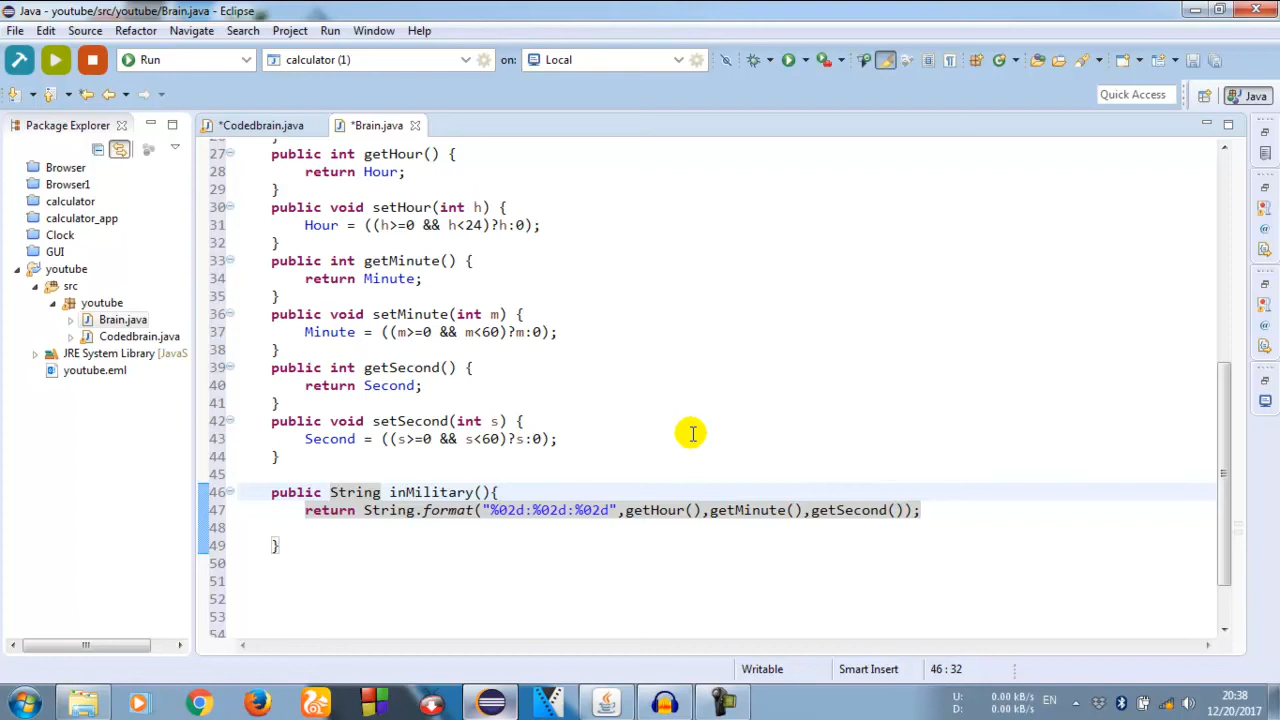 Java - youtube/src/youtube/Brain.java - Eclipse
File Edit Source Refactor Navigate Search Project Run Window Help
Run calculator (1) on: Local
Quick Access Java
Package Explorer *Codedbrain.java *Brain.java
Browser
Browser1
calculator
calculator_app
Clock
GUI
youtube
src
youtube
Brain.java
Codedbrain.java
JRE System Library [JavaS
youtube.eml
27 public int getHour() {
28 return Hour;
29 }
30 public void setHour(int h) {
31 Hour = ((h>=0 && h<24)?h:0);
32 }
33 public int getMinute() {
34 return Minute;
35 }
36 public void setMinute(int m) {
37 Minute = ((m>=0 && m<60)?m:0);
38 }
39 public int getSecond() {
40 return Second;
41 }
42 public void setSecond(int s) {
43 Second = ((s>=0 && s<60)?s:0);
44 }
45
46 public String inMilitary(){
47 return String.format("%02d:%02d:%02d",getHour(),getMinute(),getSecond());
48
49 }
50
51
52
53
54
Writable Smart Insert 46 : 32
U: 0.00 kB/s
D: 0.00 kB/s
EN
20:38
12/20/2017